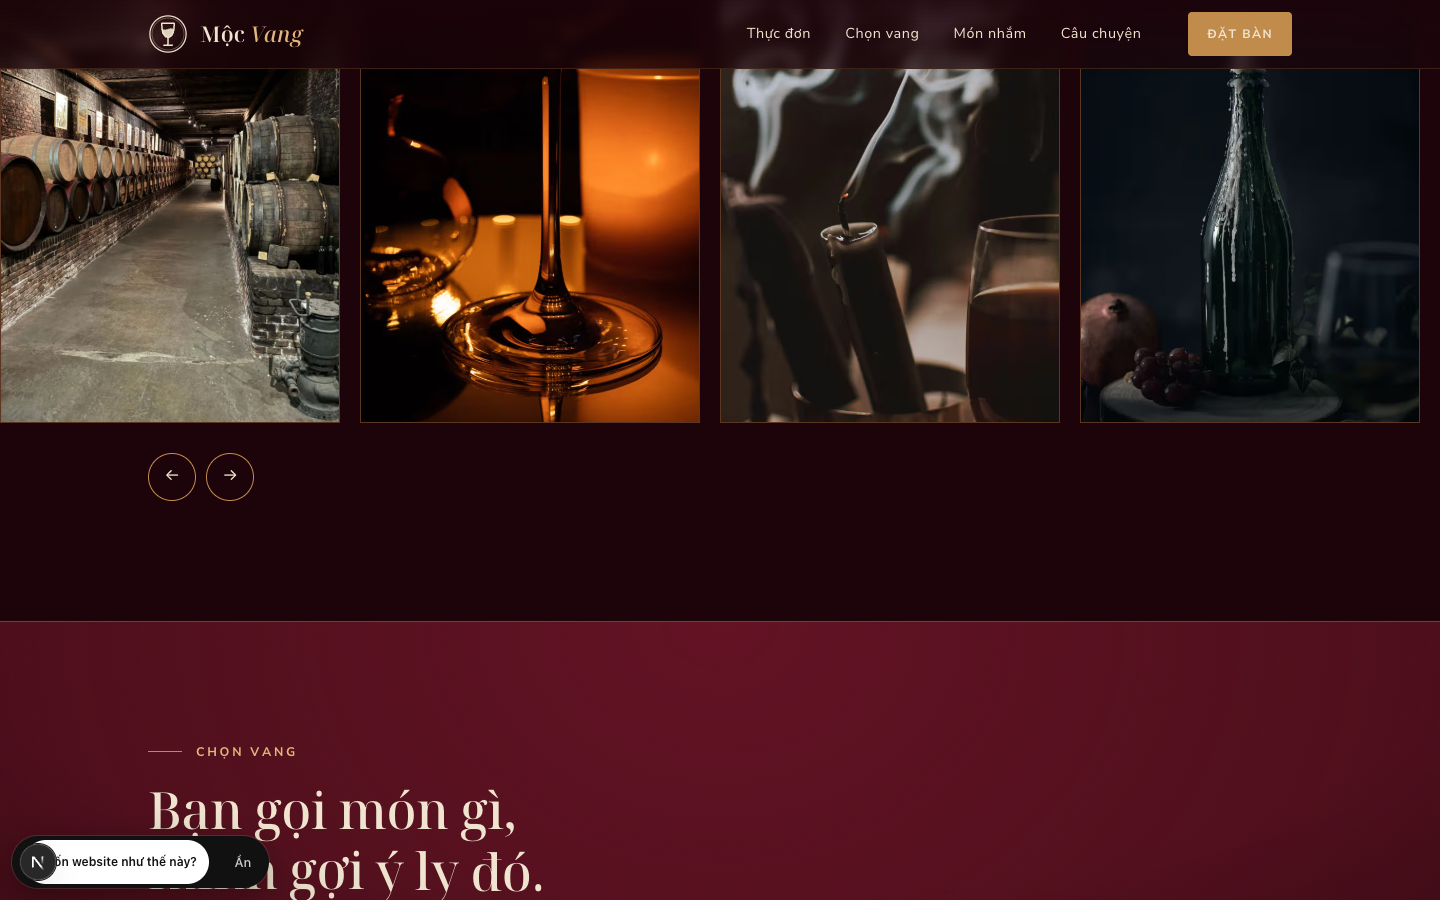 Mộc Vang
Thực đơn
Chọn vang
Món nhắm
Câu chuyện
ĐẶT BÀN
CHỌN VANG
Bạn gọi món gì,
gợi ý ly đó.
website như thế này?
Ẩn